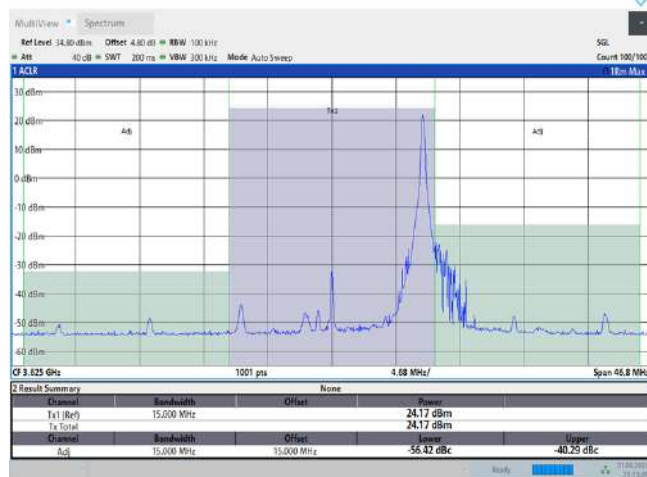 MultiView Spectrum
Ref Level 34.80 dBm Offset 4.80 dB RBW 100 kHz SGL
Att 40 dB SWT 200 ms VBW 300 kHz Mode Auto Sweep Count 100/100
1 ACLR 1Rm Max
30 dBm
Tx1
20 dBm
Adj Adj
10 dBm
0 dBm
-10 dBm
-20 dBm
-30 dBm
-40 dBm
-50 dBm
-60 dBm
CF 3.625 GHz 1001 pts 4.68 MHz/ Span 46.8 MHz
2 Result Summary None
Channel Bandwidth Offset Power
Tx1 (Ref) 15.000 MHz 24.17 dBm
Tx Total 24.17 dBm
Channel Bandwidth Offset Lower Upper
Adj 15.000 MHz 15.000 MHz -56.42 dBc -40.29 dBc
Ready